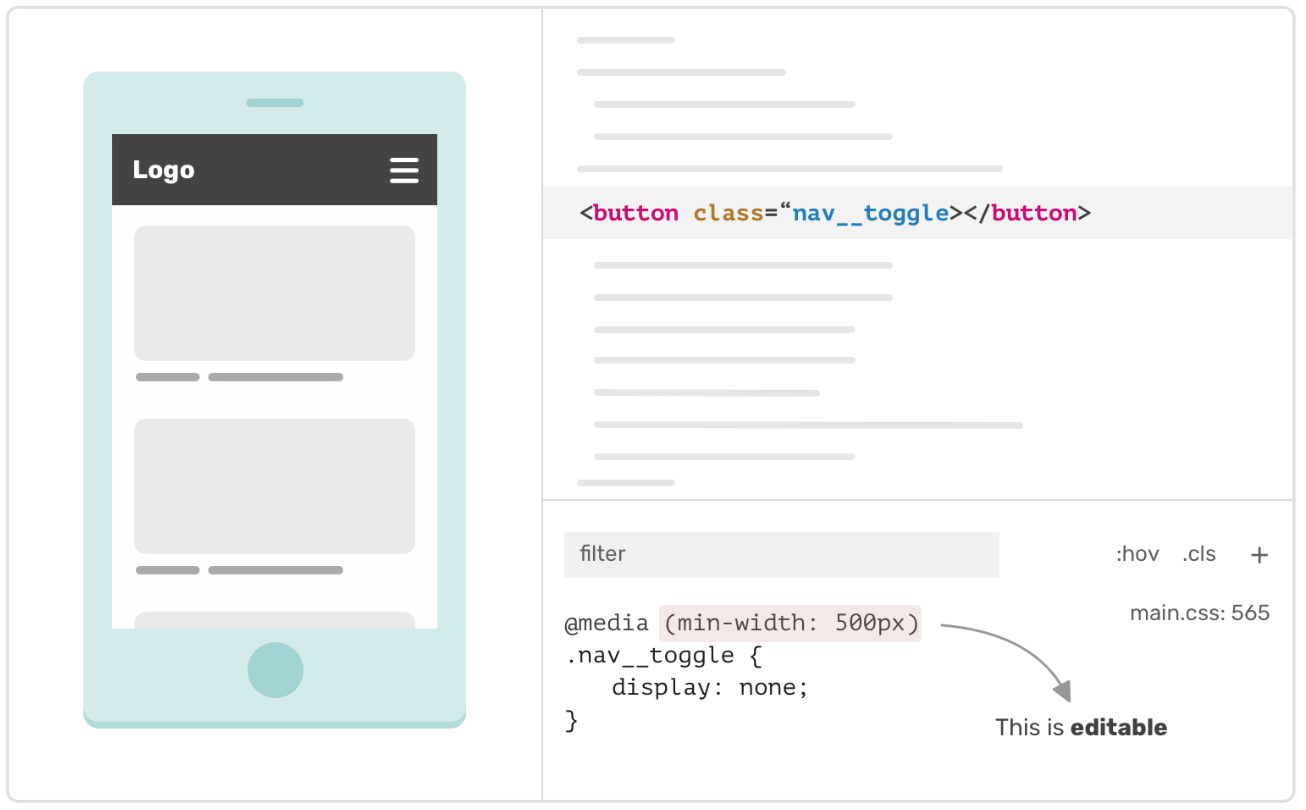 Logo
<button class=“nav__toggle></button>
filter
:hov .cls +
@media (min-width: 500px)
main.css: 565
.nav__toggle {
display: none;
}
This is editable